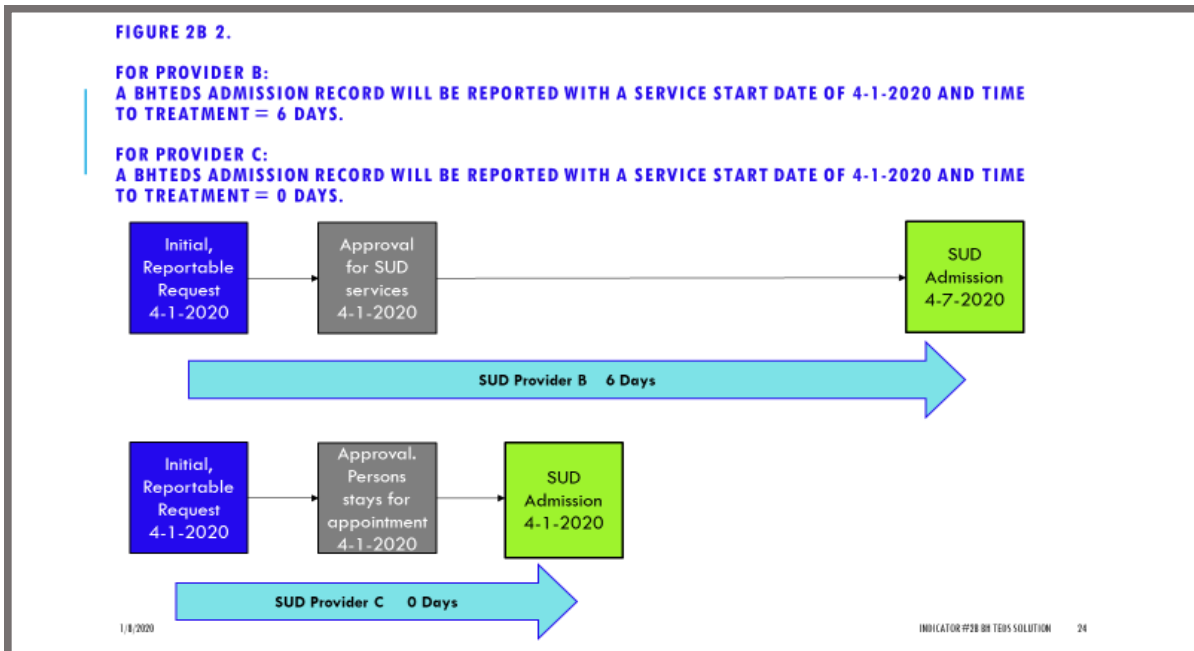 FIGURE 2B 2.
FOR PROVIDER B:
A BHTEDS ADMISSION RECORD WILL BE REPORTED WITH A SERVICE START DATE OF 4-1-2020 AND TIME
TO TREATMENT = 6 DAYS.
FOR PROVIDER C:
A BHTEDS ADMISSION RECORD WILL BE REPORTED WITH A SERVICE START DATE OF 4-1-2020 AND TIME
TO TREATMENT = 0 DAYS.
Initial,
Reportable
Request
4-1-2020
Approval
for SUD
services
4-1-2020
SUD
Admission
4-7-2020
SUD Provider B 6 Days
Initial,
Reportable
Request
4-1-2020
Approval.
Persons
stays for
appointment
4-1-2020
SUD
Admission
4-1-2020
SUD Provider C 0 Days
1/8/2020
INDICATOR #2B BH TEDS SOLUTION 24